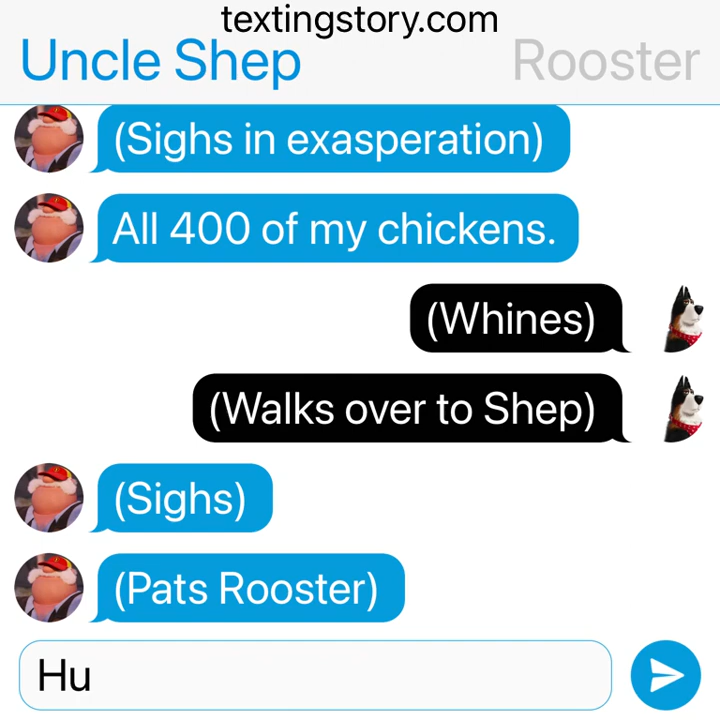 textingstory.com
Uncle Shep
Rooster
(Sighs in exasperation)
All 400 of my chickens.
(Whines)
(Walks over to Shep)
(Sighs)
(Pats Rooster)
Hu